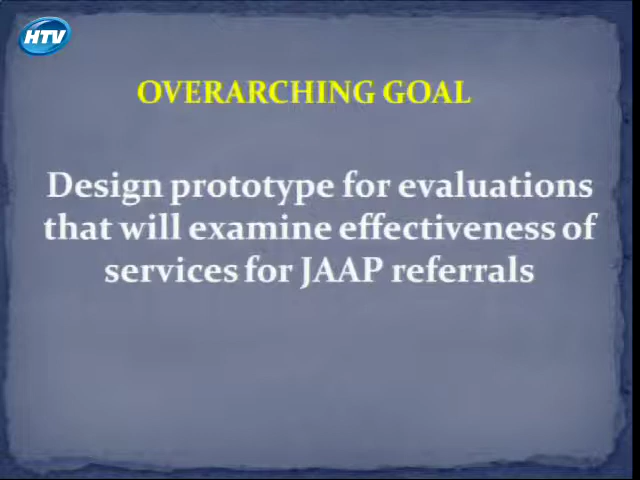 HTV
OVERARCHING GOAL
Design prototype for evaluations
that will examine effectiveness of
services for JAAP referrals